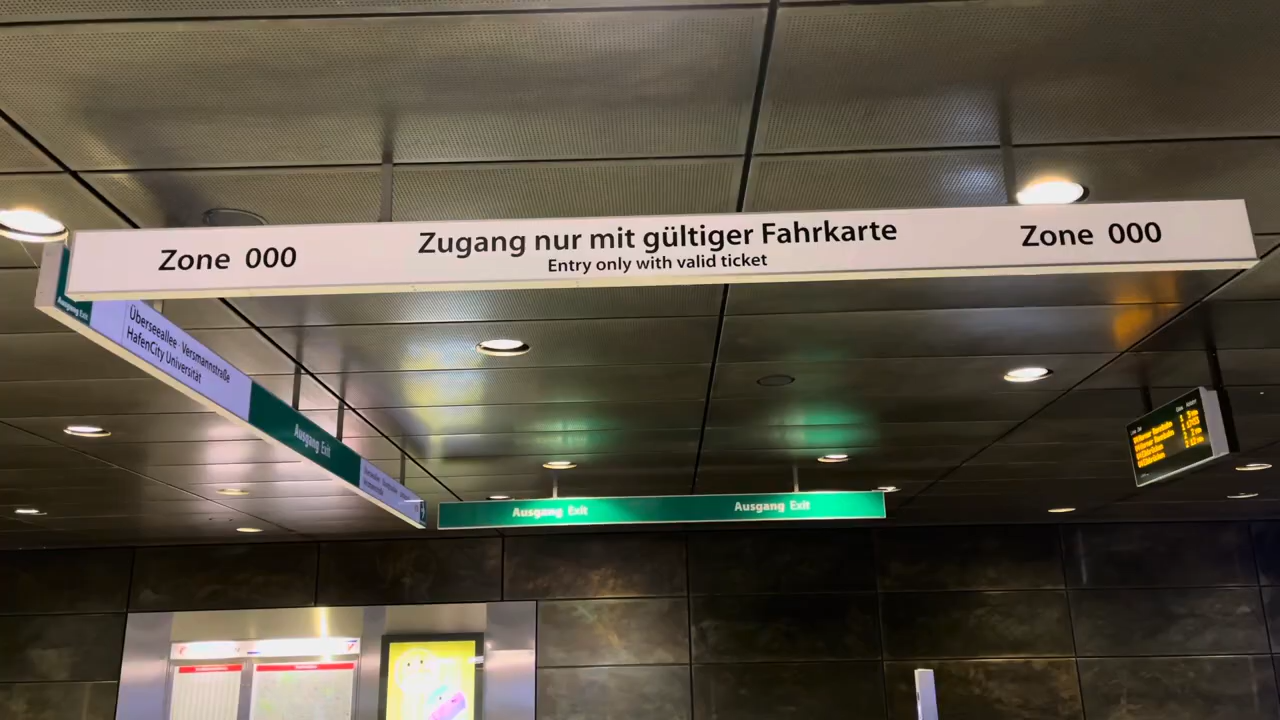 Zone 000
Zugang nur mit gültiger Fahrkarte
Entry only with valid ticket
Zone 000
Ausgang Exit
Überseeallee · Versmannstraße
HafenCity Universität
Ausgang Exit
Ausgang Exit
Ausgang Exit